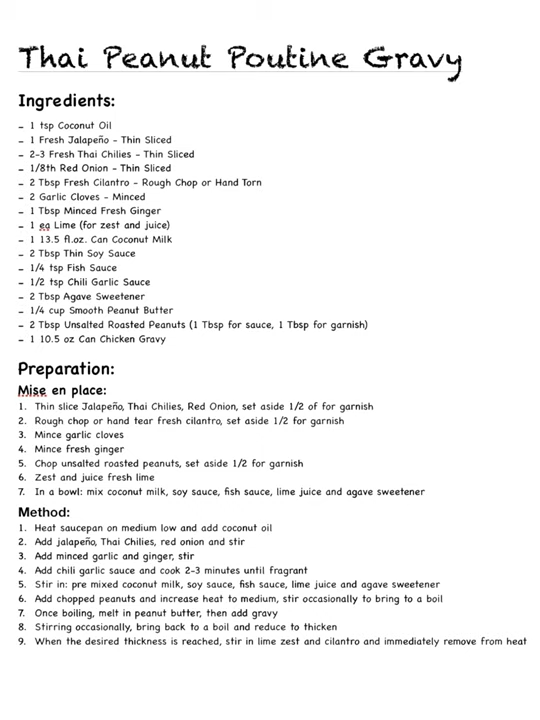 Thai Peanut Poutine Gravy
Ingredients:
- 1 tsp Coconut Oil
- 1 Fresh Jalapeño - Thin Sliced
- 2-3 Fresh Thai Chilies - Thin Sliced
- 1/8th Red Onion - Thin Sliced
- 2 Tbsp Fresh Cilantro - Rough Chop or Hand Torn
- 2 Garlic Cloves - Minced
- 1 Tbsp Minced Fresh Ginger
- 1 ea Lime (for zest and juice)
- 1 13.5 fl.oz. Can Coconut Milk
- 2 Tbsp Thin Soy Sauce
- 1/4 tsp Fish Sauce
- 1/2 tsp Chili Garlic Sauce
- 2 Tbsp Agave Sweetener
- 1/4 cup Smooth Peanut Butter
- 2 Tbsp Unsalted Roasted Peanuts (1 Tbsp for sauce, 1 Tbsp for garnish)
- 1 10.5 oz Can Chicken Gravy
Preparation:
Mise en place:
1. Thin slice Jalapeño, Thai Chilies, Red Onion, set aside 1/2 of for garnish
2. Rough chop or hand tear fresh cilantro, set aside 1/2 for garnish
3. Mince garlic cloves
4. Mince fresh ginger
5. Chop unsalted roasted peanuts, set aside 1/2 for garnish
6. Zest and juice fresh lime
7. In a bowl: mix coconut milk, soy sauce, fish sauce, lime juice and agave sweetener
Method:
1. Heat saucepan on medium low and add coconut oil
2. Add jalapeño, Thai Chilies, red onion and stir
3. Add minced garlic and ginger, stir
4. Add chili garlic sauce and cook 2-3 minutes until fragrant
5. Stir in: pre mixed coconut milk, soy sauce, fish sauce, lime juice and agave sweetener
6. Add chopped peanuts and increase heat to medium, stir occasionally to bring to a boil
7. Once boiling, melt in peanut butter, then add gravy
8. Stirring occasionally, bring back to a boil and reduce to thicken
9. When the desired thickness is reached, stir in lime zest and cilantro and immediately remove from heat